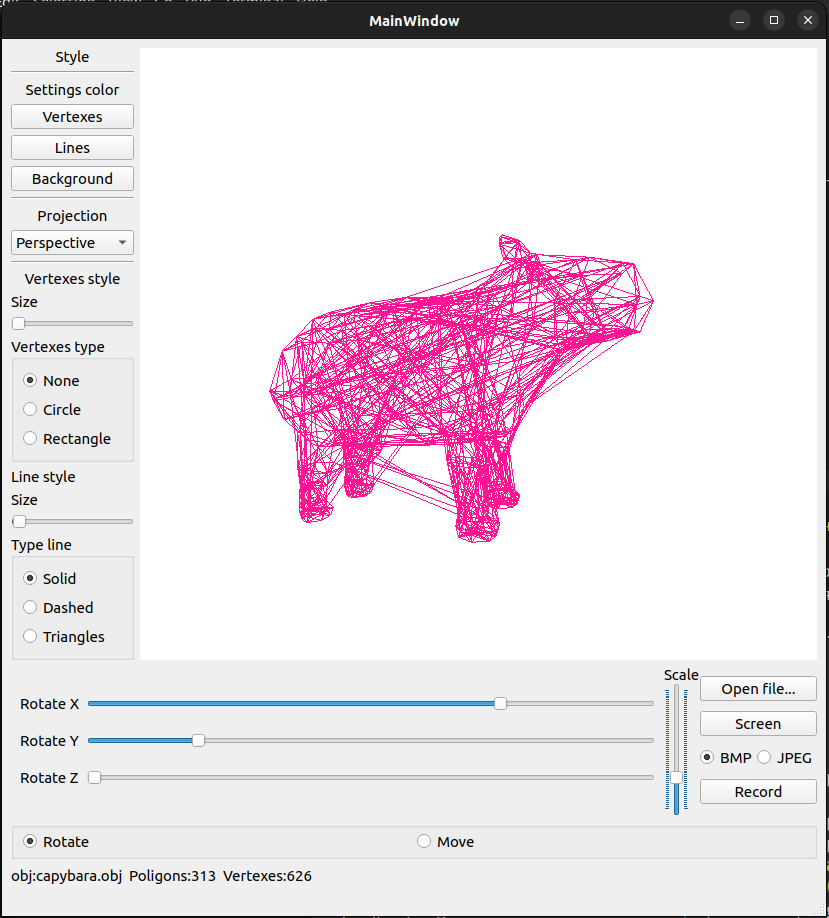 MainWindow
Style
Settings color
Vertexes
Lines
Background
Projection
Perspective
Vertexes style
Size
Vertexes type
None
Circle
Rectangle
Line style
Size
Type line
Solid
Dashed
Triangles
Scale
Rotate X
Rotate Y
Rotate Z
Open file...
Screen
BMP JPEG
Record
Rotate Move
obj:capybara.obj Poligons:313 Vertexes:626